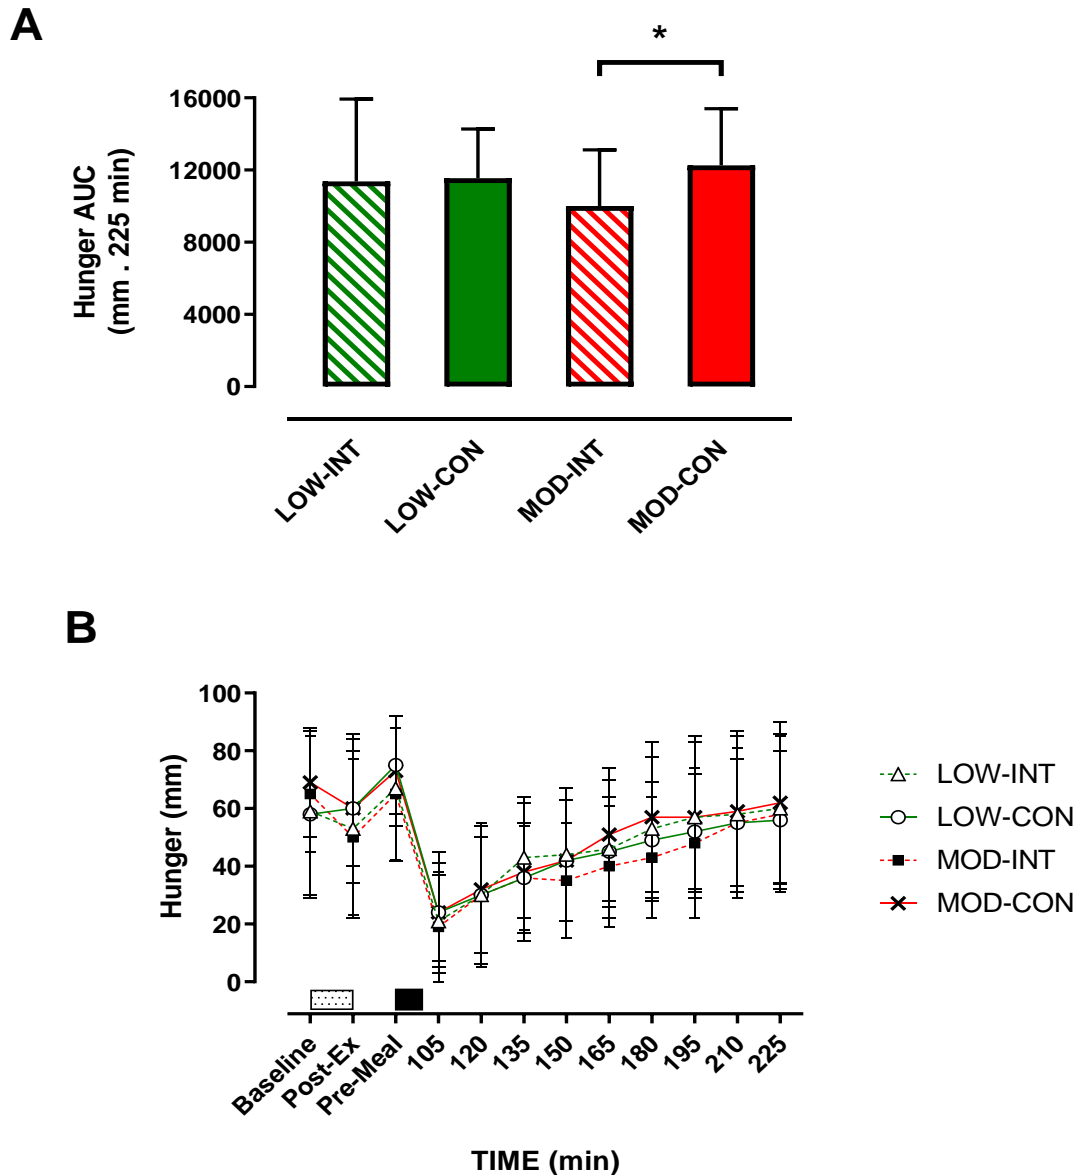 A
*
16000
12000
8000
4000
0
Hunger AUC
(mm . 225 min)
LOW-INT
LOW-CON
MOD-INT
MOD-CON
B
100
80
60
40
20
0
Hunger (mm)
Baseline
Post-Ex
Pre-Meal
105
120
135
150
165
180
195
210
225
TIME (min)
LOW-INT
LOW-CON
MOD-INT
MOD-CON